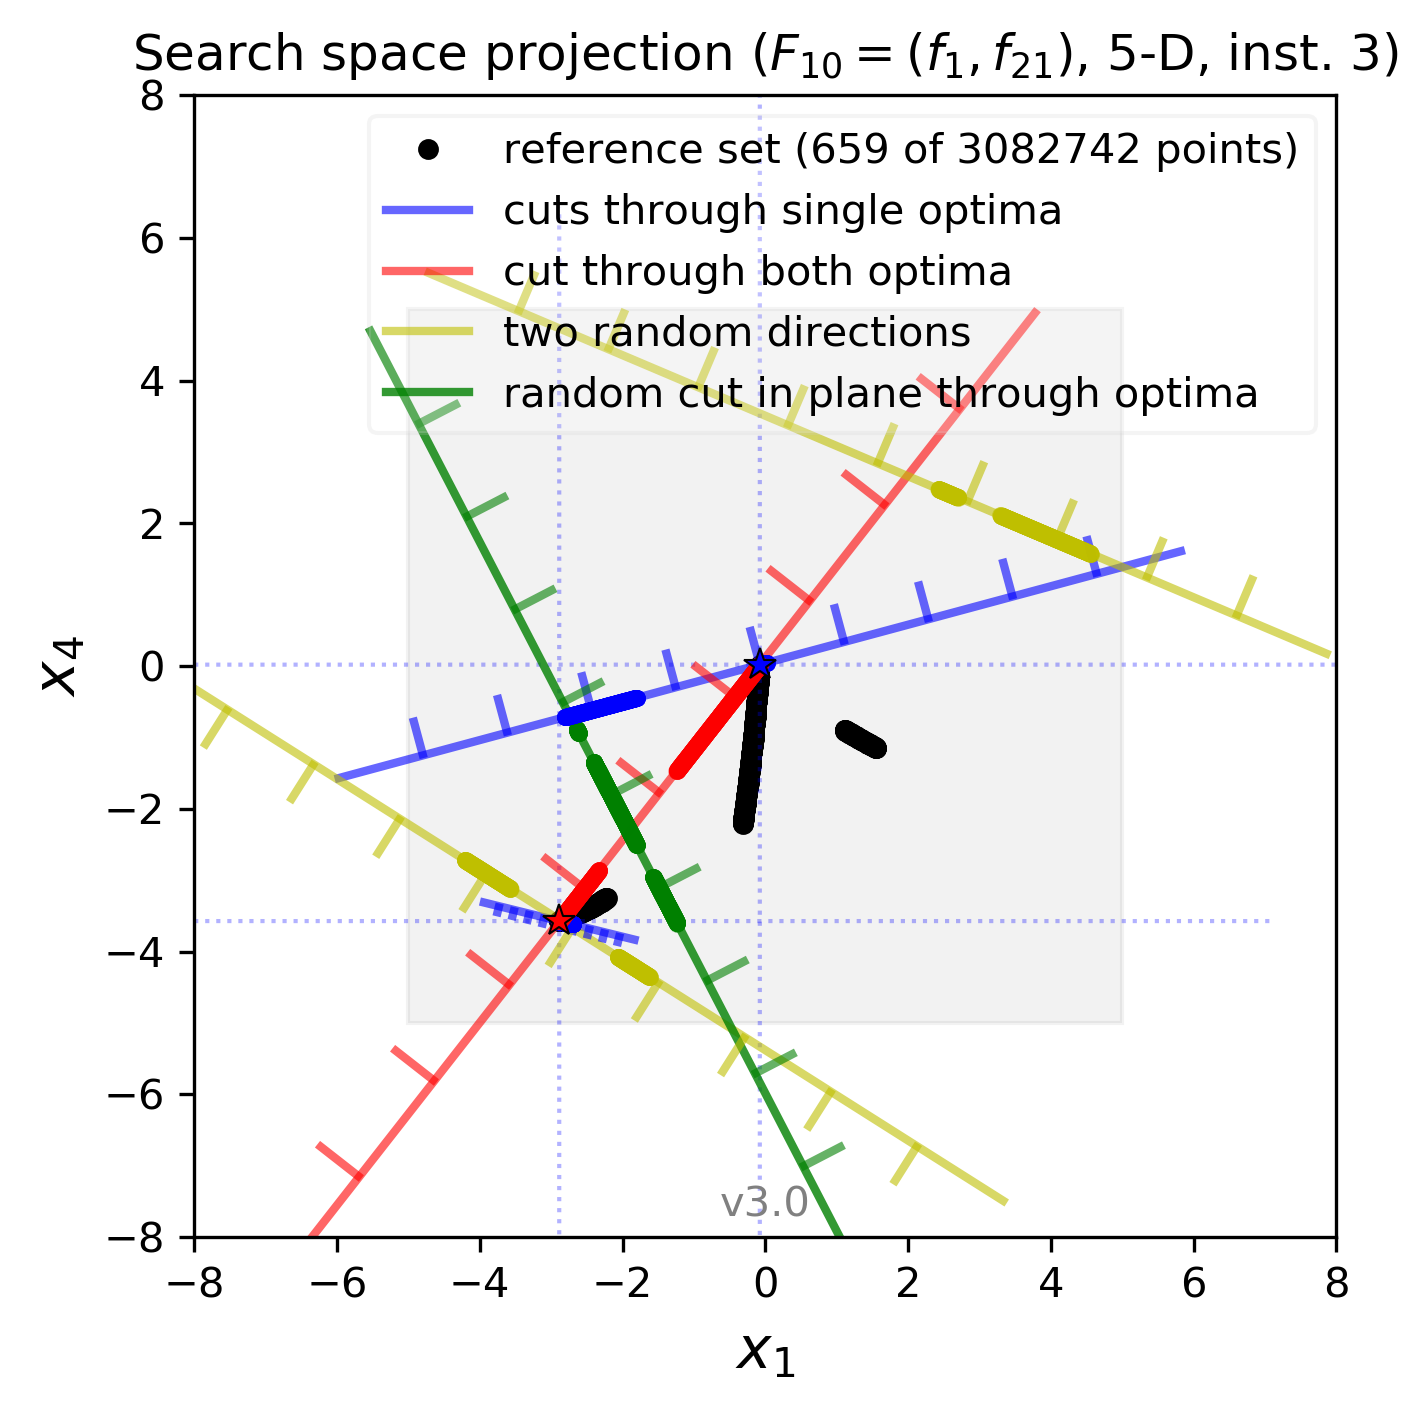 Search space projection (F₁₀ = (f₁, f₂₁), 5-D, inst. 3)
reference set (659 of 3082742 points)
cuts through single optima
cut through both optima
two random directions
random cut in plane through optima
8
6
4
2
0
−2
−4
−6
−8
x₄
v3.0
−8 −6 −4 −2 0 2 4 6 8
x₁